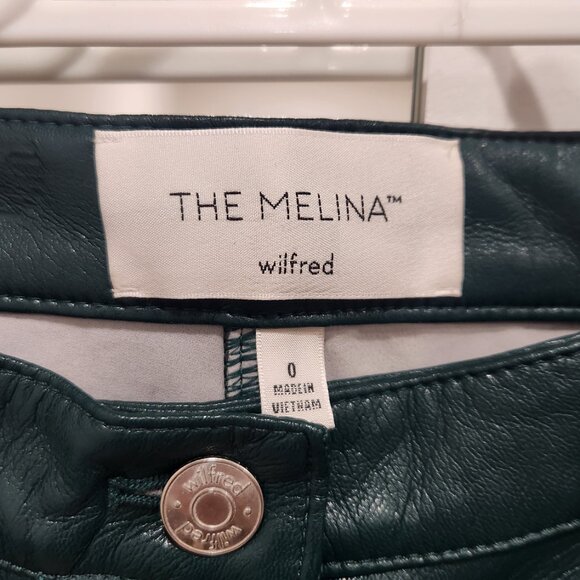 THE MELINA™
wilfred
0
MADE IN
VIETNAM
wilfred
wilfred